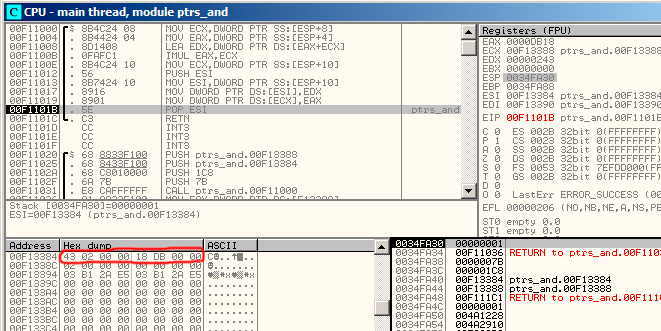 CPU - main thread, module ptrs_and
00F11000 $ 8B4C24 08 MOV ECX,DWORD PTR SS:[ESP+8]
00F11004 . 8B4424 04 MOV EAX,DWORD PTR SS:[ESP+4]
00F11008 . 8D1408 LEA EDX,DWORD PTR DS:[EAX+ECX]
00F1100B . 0FAFC1 IMUL EAX,ECX
00F1100E . 8B4C24 10 MOV ECX,DWORD PTR SS:[ESP+10]
00F11012 . 56 PUSH ESI
00F11013 . 8B7424 10 MOV ESI,DWORD PTR SS:[ESP+10]
00F11017 . 8916 MOV DWORD PTR DS:[ESI],EDX
00F11019 . 8901 MOV DWORD PTR DS:[ECX],EAX
00F1101B . 5E POP ESI ptrs_and
00F1101C . C3 RETN
00F1101D CC INT3
00F1101E CC INT3
00F1101F CC INT3
00F11020 $ 68 8833F100 PUSH ptrs_and.00F13388
00F11025 . 68 8433F100 PUSH ptrs_and.00F13384
00F1102A . 68 C8010000 PUSH 1C8
00F1102F . 6A 7B PUSH 7B
00F11031 . E8 CAFFFFFF CALL ptrs_and.00F11000
Stack [0034FA30]=00000001
ESI=00F13384 (ptrs_and.00F13384)
Registers (FPU)
EAX 0000DB18
ECX 00F13388 ptrs_and.00F13388
EDX 00000243
EBX 00000000
ESP 0034FA30
EBP 0034FA88
ESI 00F13384 ptrs_and.00F13384
EDI 00F13390 ptrs_and.00F13390
EIP 00F1101B ptrs_and.00F1101B
C 0 ES 002B 32bit 0(FFFFFFFF)
P 1 CS 0023 32bit 0(FFFFFFFF)
A 0 SS 002B 32bit 0(FFFFFFFF)
Z 0 DS 002B 32bit 0(FFFFFFFF)
S 0 FS 0053 32bit 7EFDD000(FFF)
T 0 GS 002B 32bit 0(FFFFFFFF)
D 0
O 0 LastErr ERROR_SUCCESS (0
EFL 00000206 (NO,NB,NE,A,NS,PE
ST0 empty 0.0
ST1 empty 0.0
Address Hex dump ASCII
00F13384 43 02 00 00 18 DB 00 00
00F1338C 02 00 00 00 00 00 00 00
00F13394 03 B1 2A E5 03 B1 2A E5
00F1339C 00 00 00 00 00 00 00 00
00F133A4 00 00 00 00 00 00 00 00
00F133AC 00 00 00 00 00 00 00 00
00F133B4 00 00 00 00 00 00 00 00
00F133BC 00 00 00 00 00 00 00 00
00F133C4 00 00 00 00 00 00 00 00
0034FA30 00000001
0034FA34 00F11036 RETURN to ptrs_and.00F1103
0034FA38 0000007B
0034FA3C 000001C8
0034FA40 00F13384 ptrs_and.00F13384
0034FA44 00F13388 ptrs_and.00F13388
0034FA48 00F111C1 RETURN to ptrs_and.00F111C
0034FA4C 00000001
0034FA50 004A1228
0034FA54 004A2910